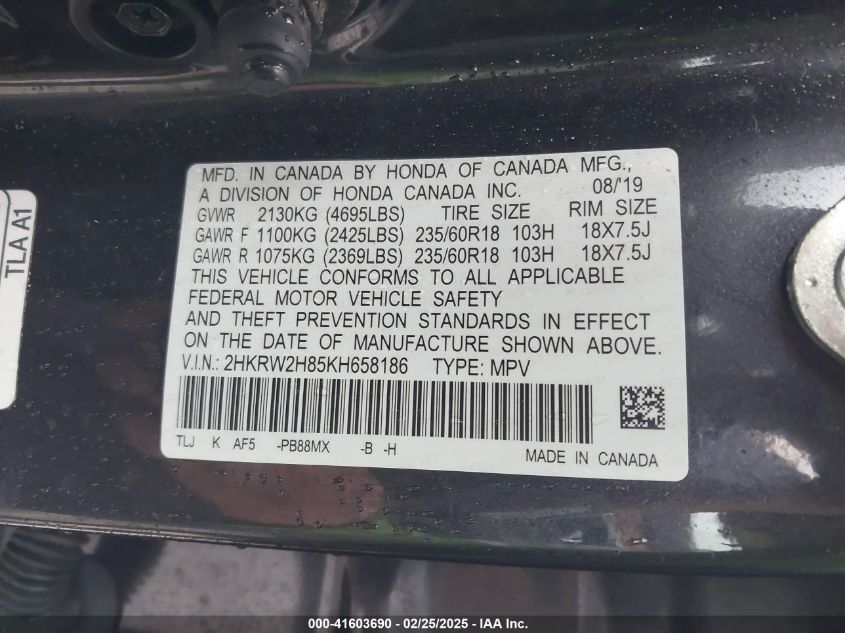 TLA A1
MFD. IN CANADA BY HONDA OF CANADA MFG.,
A DIVISION OF HONDA CANADA INC. 08/'19
GVWR 2130KG (4695LBS) TIRE SIZE RIM SIZE
GAWR F 1100KG (2425LBS) 235/60R18 103H 18X7.5J
GAWR R 1075KG (2369LBS) 235/60R18 103H 18X7.5J
THIS VEHICLE CONFORMS TO ALL APPLICABLE
FEDERAL MOTOR VEHICLE SAFETY
AND THEFT PREVENTION STANDARDS IN EFFECT
ON THE DATE OF MANUFACTURE SHOWN ABOVE.
V.I.N.: 2HKRW2H85KH658186 TYPE: MPV
TLJ K AF5 -PB88MX -B -H MADE IN CANADA
000-41603690 - 02/25/2025 - IAA Inc.